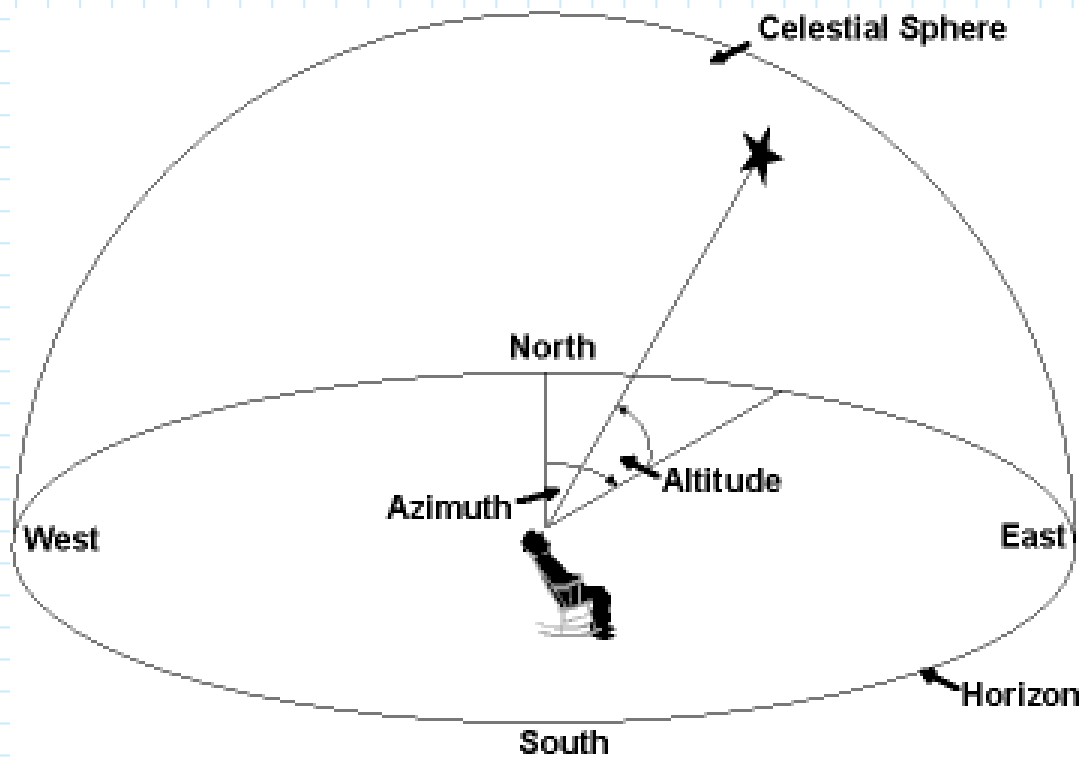 Celestial Sphere
North
Altitude
Azimuth
West
East
Horizon
South